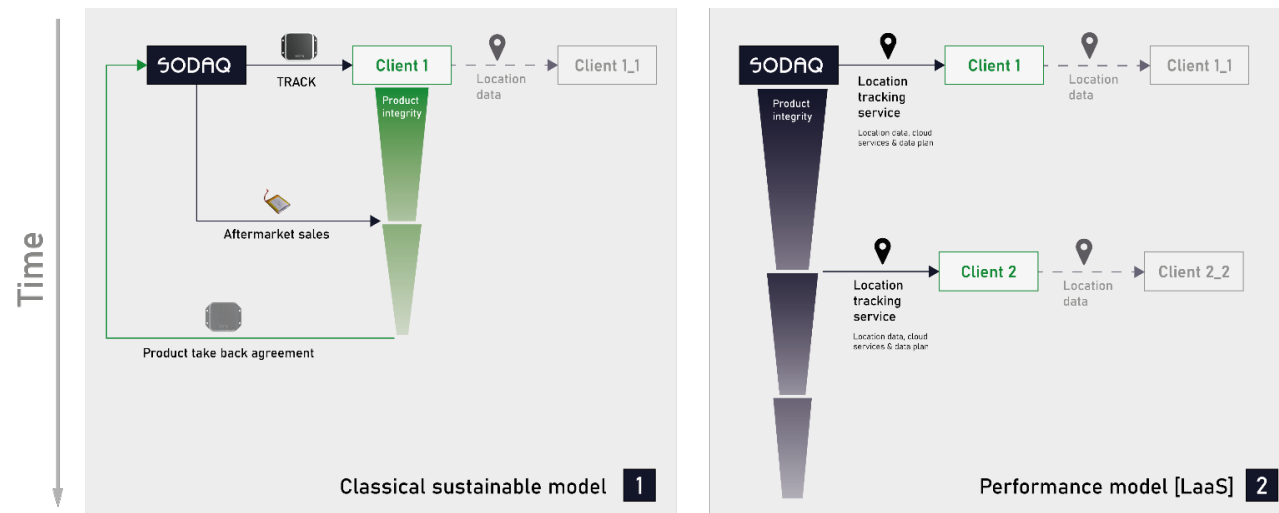 Time
SODAQ
TRACK
Client 1
Location
data
Client 1_1
Product
integrity
Aftermarket sales
Product take back agreement
Classical sustainable model
1
SODAQ
Product
integrity
Location
tracking
service
Location data, cloud
services & data plan
Client 1
Location
data
Client 1_1
Location
tracking
service
Location data, cloud
services & data plan
Client 2
Location
data
Client 2_2
Performance model [LaaS]
2